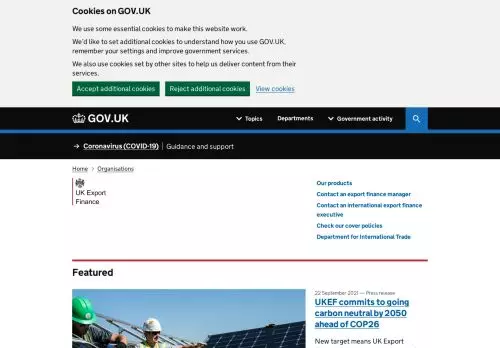 Cookies on GOV.UK
We use some essential cookies to make this website work.
We'd like to set additional cookies to understand how you use GOV.UK,
remember your settings and improve government services.
We also use cookies set by other sites to help us deliver content from their
services.
Accept additional cookies Reject additional cookies View cookies
GOV.UK Topics Departments Government activity
→ Coronavirus (COVID-19) Guidance and support
Home > Organisations
UK Export
Finance
Our products
Contact an export finance manager
Contact an international export finance
executive
Check our cover policies
Department for International Trade
Featured
22 September 2021 — Press release
UKEF commits to going
carbon neutral by 2050
ahead of COP26
New target means UK Export